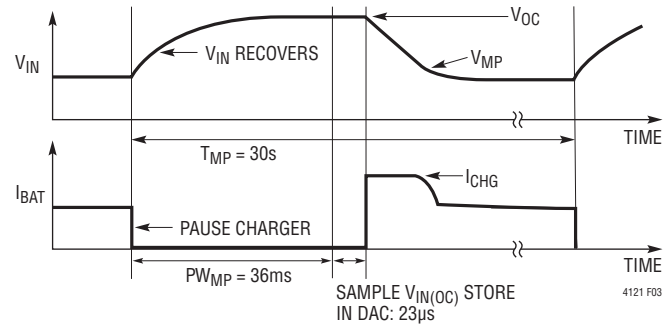 V_OC
V_IN
V_IN RECOVERS
V_MP
TIME
T_MP = 30s
I_BAT
I_CHG
PAUSE CHARGER
TIME
PW_MP = 36ms
SAMPLE V_IN(OC) STORE
IN DAC: 23μs
4121 F03